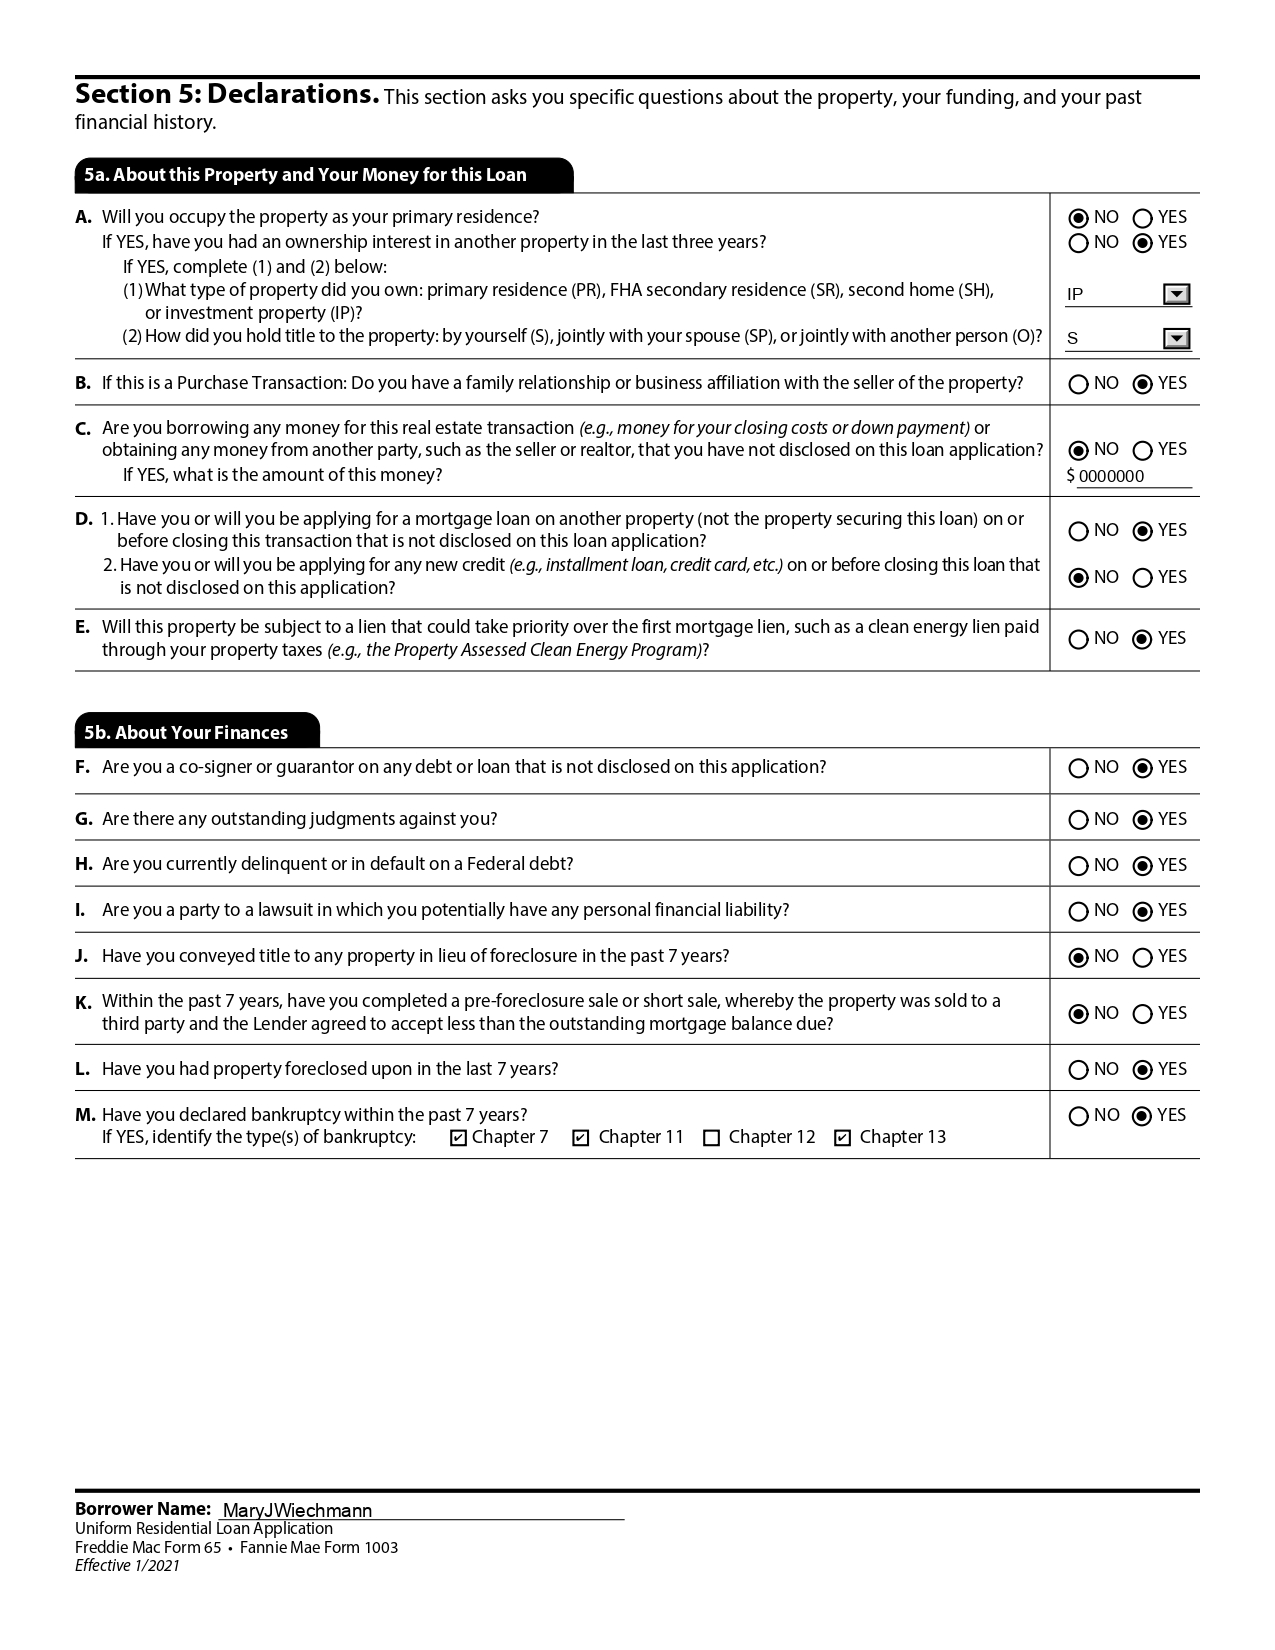 Section 5: Declarations. This section asks you specific questions about the property, your funding, and your past
financial history.
5a. About this Property and Your Money for this Loan
A. Will you occupy the property as your primary residence? NO YES
If YES, have you had an ownership interest in another property in the last three years? NO YES
If YES, complete (1) and (2) below:
(1) What type of property did you own: primary residence (PR), FHA secondary residence (SR), second home (SH),
or investment property (IP)? IP
(2) How did you hold title to the property: by yourself (S), jointly with your spouse (SP), or jointly with another person (O)? S
B. If this is a Purchase Transaction: Do you have a family relationship or business affiliation with the seller of the property? NO YES
C. Are you borrowing any money for this real estate transaction (e.g., money for your closing costs or down payment) or
obtaining any money from another party, such as the seller or realtor, that you have not disclosed on this loan application? NO YES
If YES, what is the amount of this money? $ 0000000
D. 1. Have you or will you be applying for a mortgage loan on another property (not the property securing this loan) on or
before closing this transaction that is not disclosed on this loan application? NO YES
2. Have you or will you be applying for any new credit (e.g., installment loan, credit card, etc.) on or before closing this loan that
is not disclosed on this application? NO YES
E. Will this property be subject to a lien that could take priority over the first mortgage lien, such as a clean energy lien paid
through your property taxes (e.g., the Property Assessed Clean Energy Program)? NO YES
5b. About Your Finances
F. Are you a co-signer or guarantor on any debt or loan that is not disclosed on this application? NO YES
G. Are there any outstanding judgments against you? NO YES
H. Are you currently delinquent or in default on a Federal debt? NO YES
I. Are you a party to a lawsuit in which you potentially have any personal financial liability? NO YES
J. Have you conveyed title to any property in lieu of foreclosure in the past 7 years? NO YES
K. Within the past 7 years, have you completed a pre-foreclosure sale or short sale, whereby the property was sold to a
third party and the Lender agreed to accept less than the outstanding mortgage balance due? NO YES
L. Have you had property foreclosed upon in the last 7 years? NO YES
M. Have you declared bankruptcy within the past 7 years? NO YES
If YES, identify the type(s) of bankruptcy: Chapter 7 Chapter 11 Chapter 12 Chapter 13
Borrower Name: MaryJWiechmann
Uniform Residential Loan Application
Freddie Mac Form 65 • Fannie Mae Form 1003
Effective 1/2021